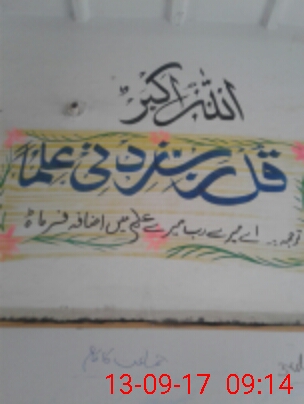 اللہ اکبر
قل رب زدنی علما
ترجمہ:۔ اے میرے رب میرے علم میں اضافہ فرما
13-09-17 09:14